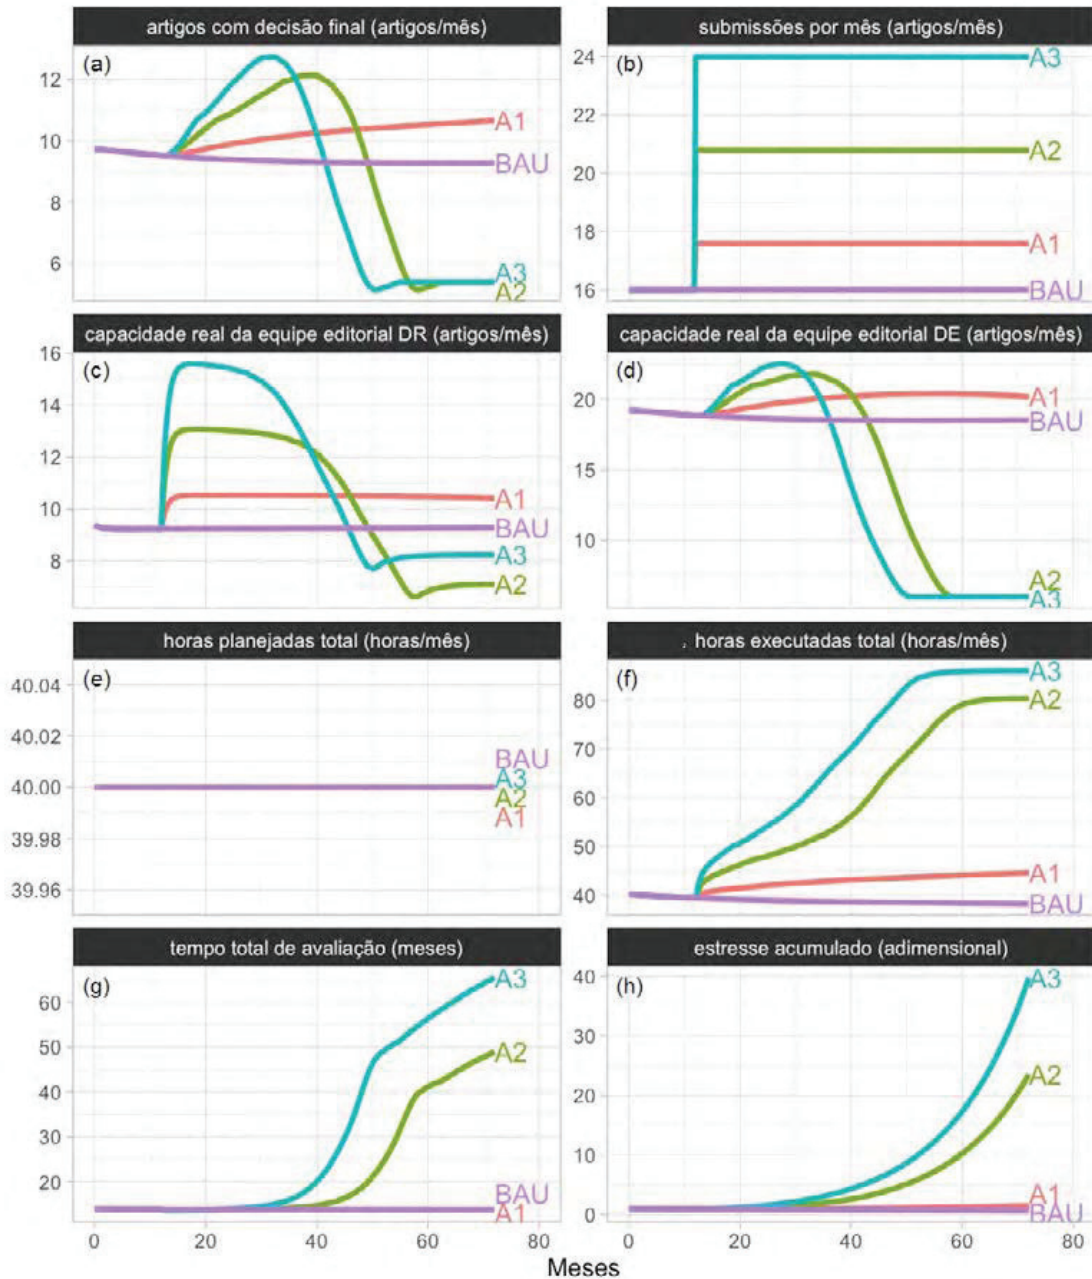 artigos com decisão final (artigos/mês)
(a)
12
10
8
6
A1
BAU
A3
A2
submissões por mês (artigos/mês)
(b)
24
22
20
18
16
A3
A2
A1
BAU
capacidade real da equipe editorial DR (artigos/mês)
(c)
16
14
12
10
8
A1
BAU
A3
A2
capacidade real da equipe editorial DE (artigos/mês)
(d)
20
15
10
A1
BAU
A2
A3
horas planejadas total (horas/mês)
(e)
40.04
40.02
40.00
39.98
39.96
BAU
A3
A2
A1
horas executadas total (horas/mês)
(f)
80
70
60
50
40
A3
A2
A1
BAU
tempo total de avaliação (meses)
(g)
60
50
40
30
20
A3
A2
BAU
A1
0 20 40 60 80
estresse acumulado (adimensional)
(h)
40
30
20
10
0
A3
A2
A1
BAU
0 20 40 60 80
Meses